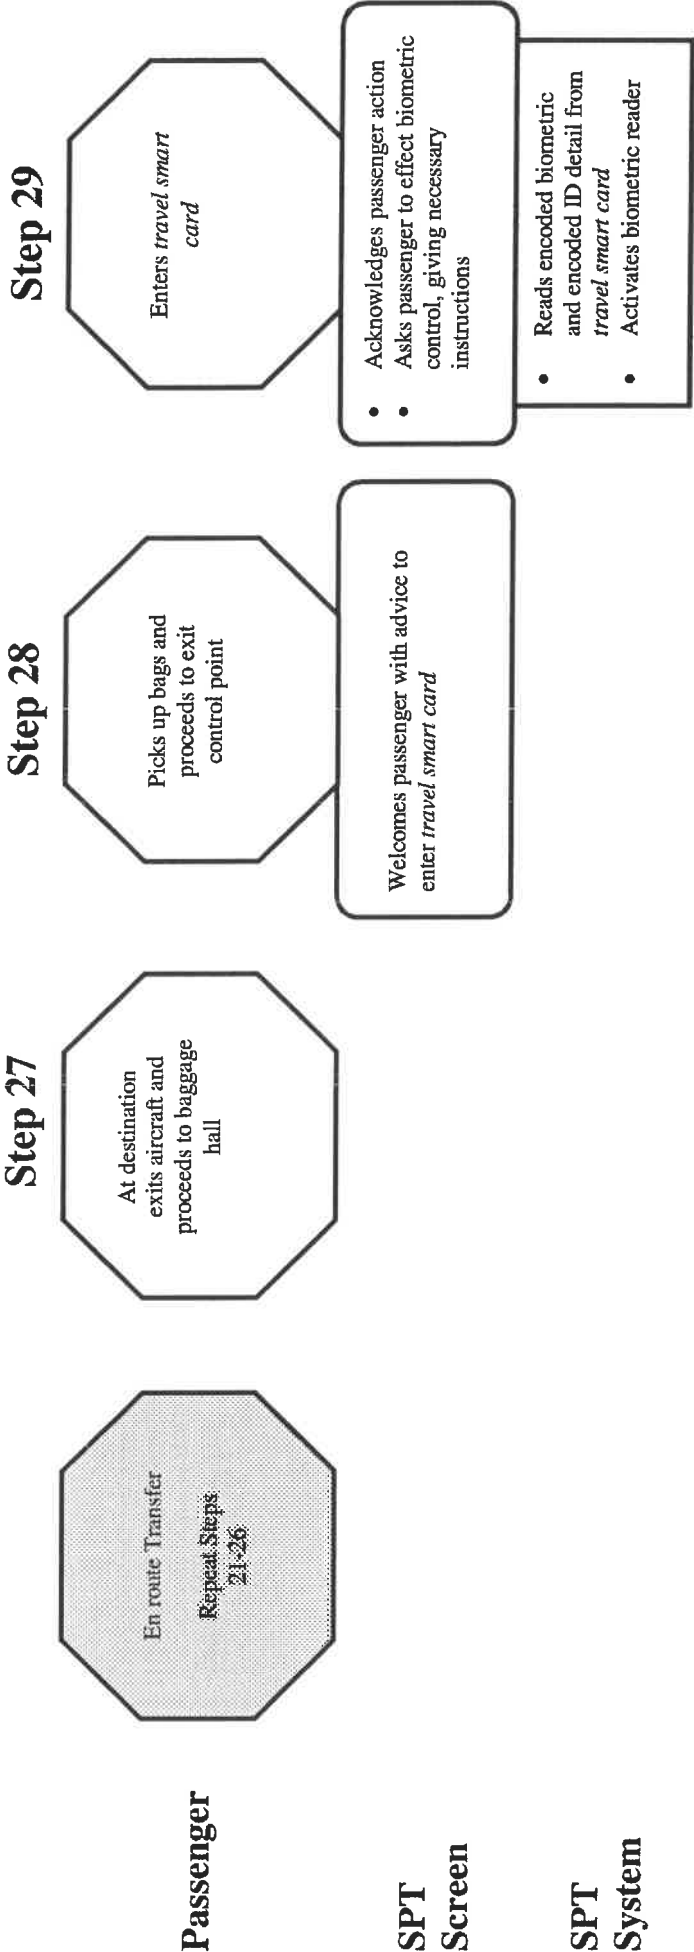 Step 27
Step 28
Step 29
Passenger
En route Transfer
Repeat Steps
21-26
At destination
exits aircraft and
proceeds to baggage
hall
Picks up bags and
proceeds to exit
control point
Enters travel smart
card
SPT
Screen
Welcomes passenger with advice to
enter travel smart card
• Acknowledges passenger action
• Asks passenger to effect biometric
control, giving necessary
instructions
SPT
System
• Reads encoded biometric
and encoded ID detail from
travel smart card
• Activates biometric reader